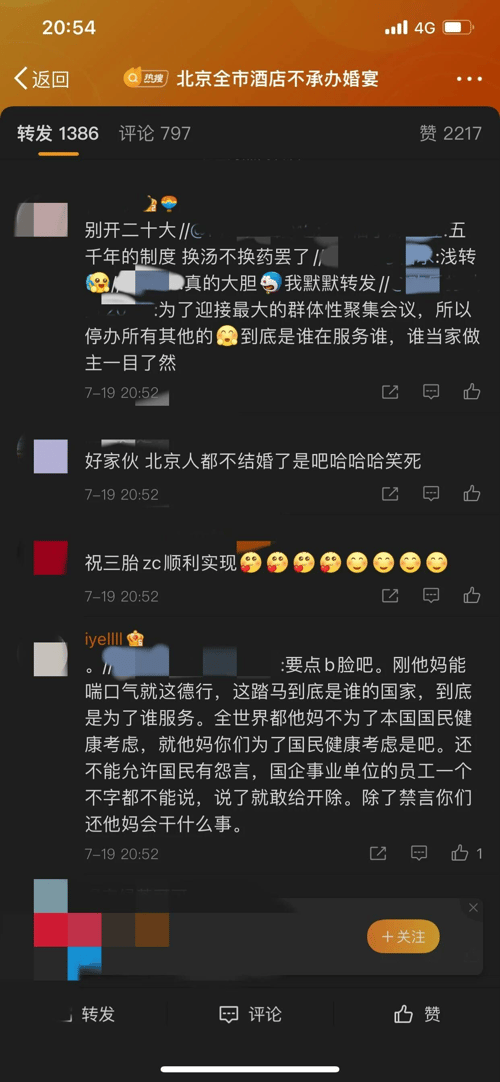 20:54
4G
返回
热搜
北京全市酒店不承办婚宴
转发 1386
评论 797
赞 2217
别开二十大//
:五
千年的制度 换汤不换药罢了//
:浅转
//
真的大胆
我默默转发//
:为了迎接最大的群体性聚集会议，所以
停办所有其他的
到底是谁在服务谁，谁当家做
主一目了然
7-19 20:52
好家伙 北京人都不结婚了是吧哈哈哈笑死
7-19 20:52
祝三胎zc顺利实现
7-19 20:52
iyellll
。//
:要点b脸吧。刚他妈能
喘口气就这德行，这踏马到底是谁的国家，到底
是为了谁服务。全世界都他妈不为了本国国民健
康考虑，就他妈你们为了国民健康考虑是吧。还
不能允许国民有怨言，国企事业单位的员工一个
不字都不能说，说了就敢给开除。除了禁言你们
还他妈会干什么事。
7-19 20:52
1
+关注
转发
评论
赞